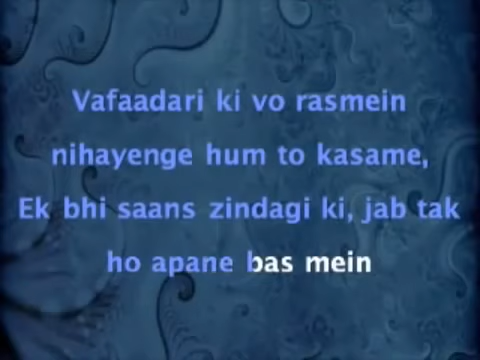 Vafaadari ki vo rasmein
nihayenge hum to kasame,
Ek bhi saans zindagi ki, jab tak
ho apane bas mein